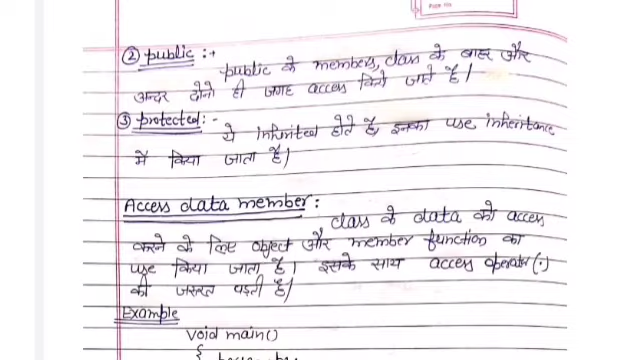 Page No.
② public :→
public के members, class के बाहर और
अन्दर दोनो ही जगह access किये जाते है।
③ protected :-
ये inherited होते है, इनका use inheritance
में किया जाता है।
Access data member :
class के data को access
करने के लिए object और member function का
use किया जाता है। इसके साथ access operator (.)
की जरूरत पड़ती है।
Example
void main()
{